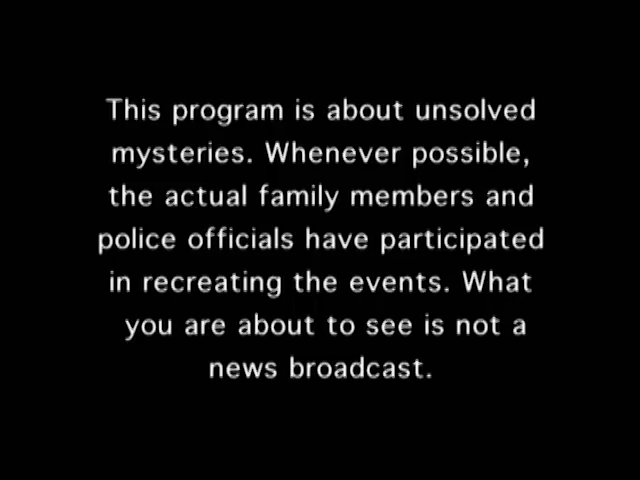 This program is about unsolved
mysteries. Whenever possible,
the actual family members and
police officials have participated
in recreating the events. What
you are about to see is not a
news broadcast.